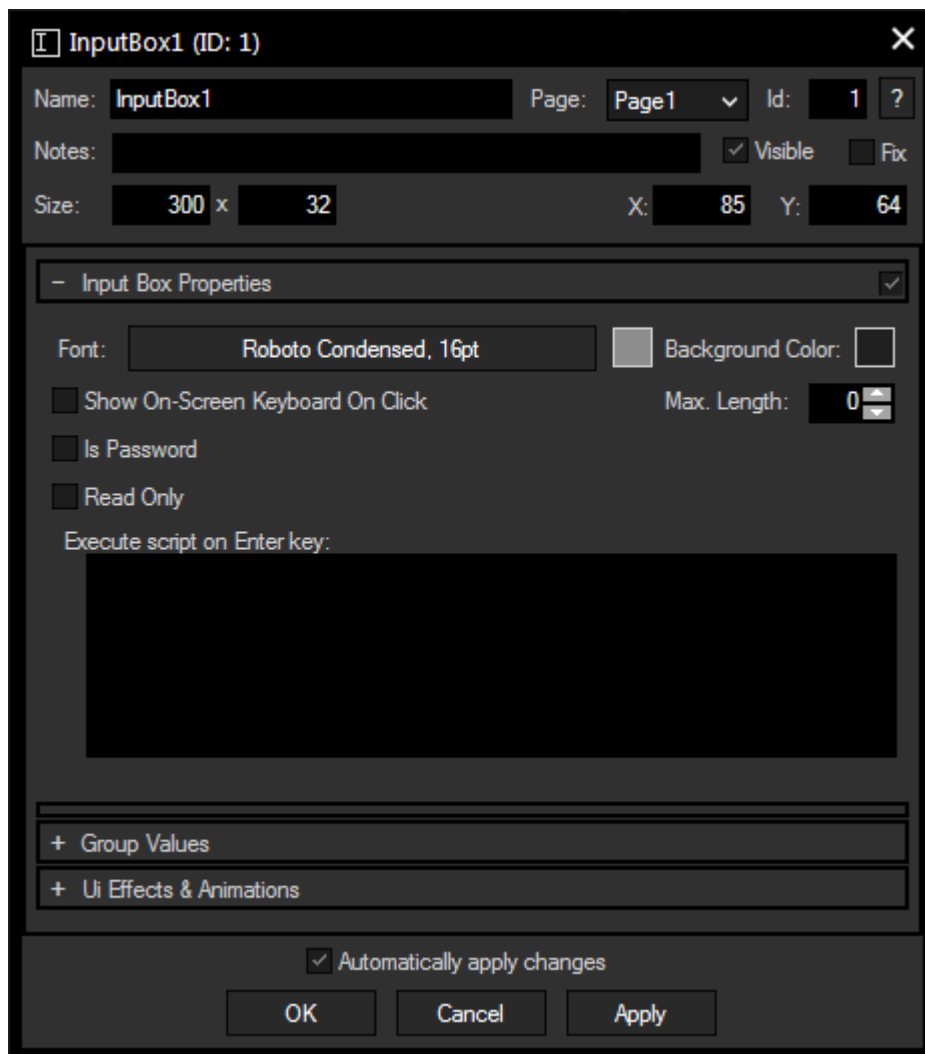 InputBox1 (ID: 1)
Name: InputBox1 Page: Page1 Id: 1 ?
Notes: Visible Fix
Size: 300 x 32 X: 85 Y: 64
- Input Box Properties
Font: Roboto Condensed, 16pt Background Color:
Show On-Screen Keyboard On Click Max. Length: 0
Is Password
Read Only
Execute script on Enter key:
+ Group Values
+ Ui Effects & Animations
Automatically apply changes
OK Cancel Apply